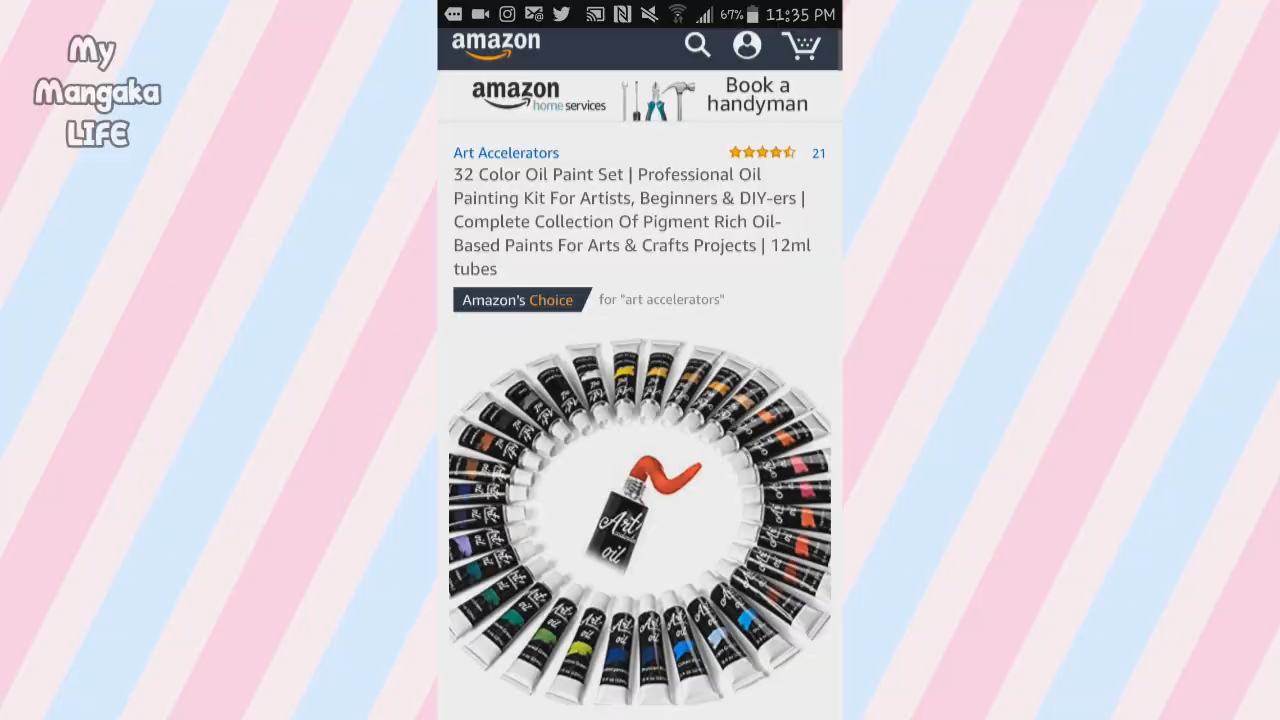 My
Mangaka
LIFE
67% 11:35 PM
amazon
amazon
home services
Book a
handyman
Art Accelerators
21
32 Color Oil Paint Set | Professional Oil
Painting Kit For Artists, Beginners & DIY-ers |
Complete Collection Of Pigment Rich Oil-
Based Paints For Arts & Crafts Projects | 12ml
tubes
Amazon's Choice for "art accelerators"
Art
oil